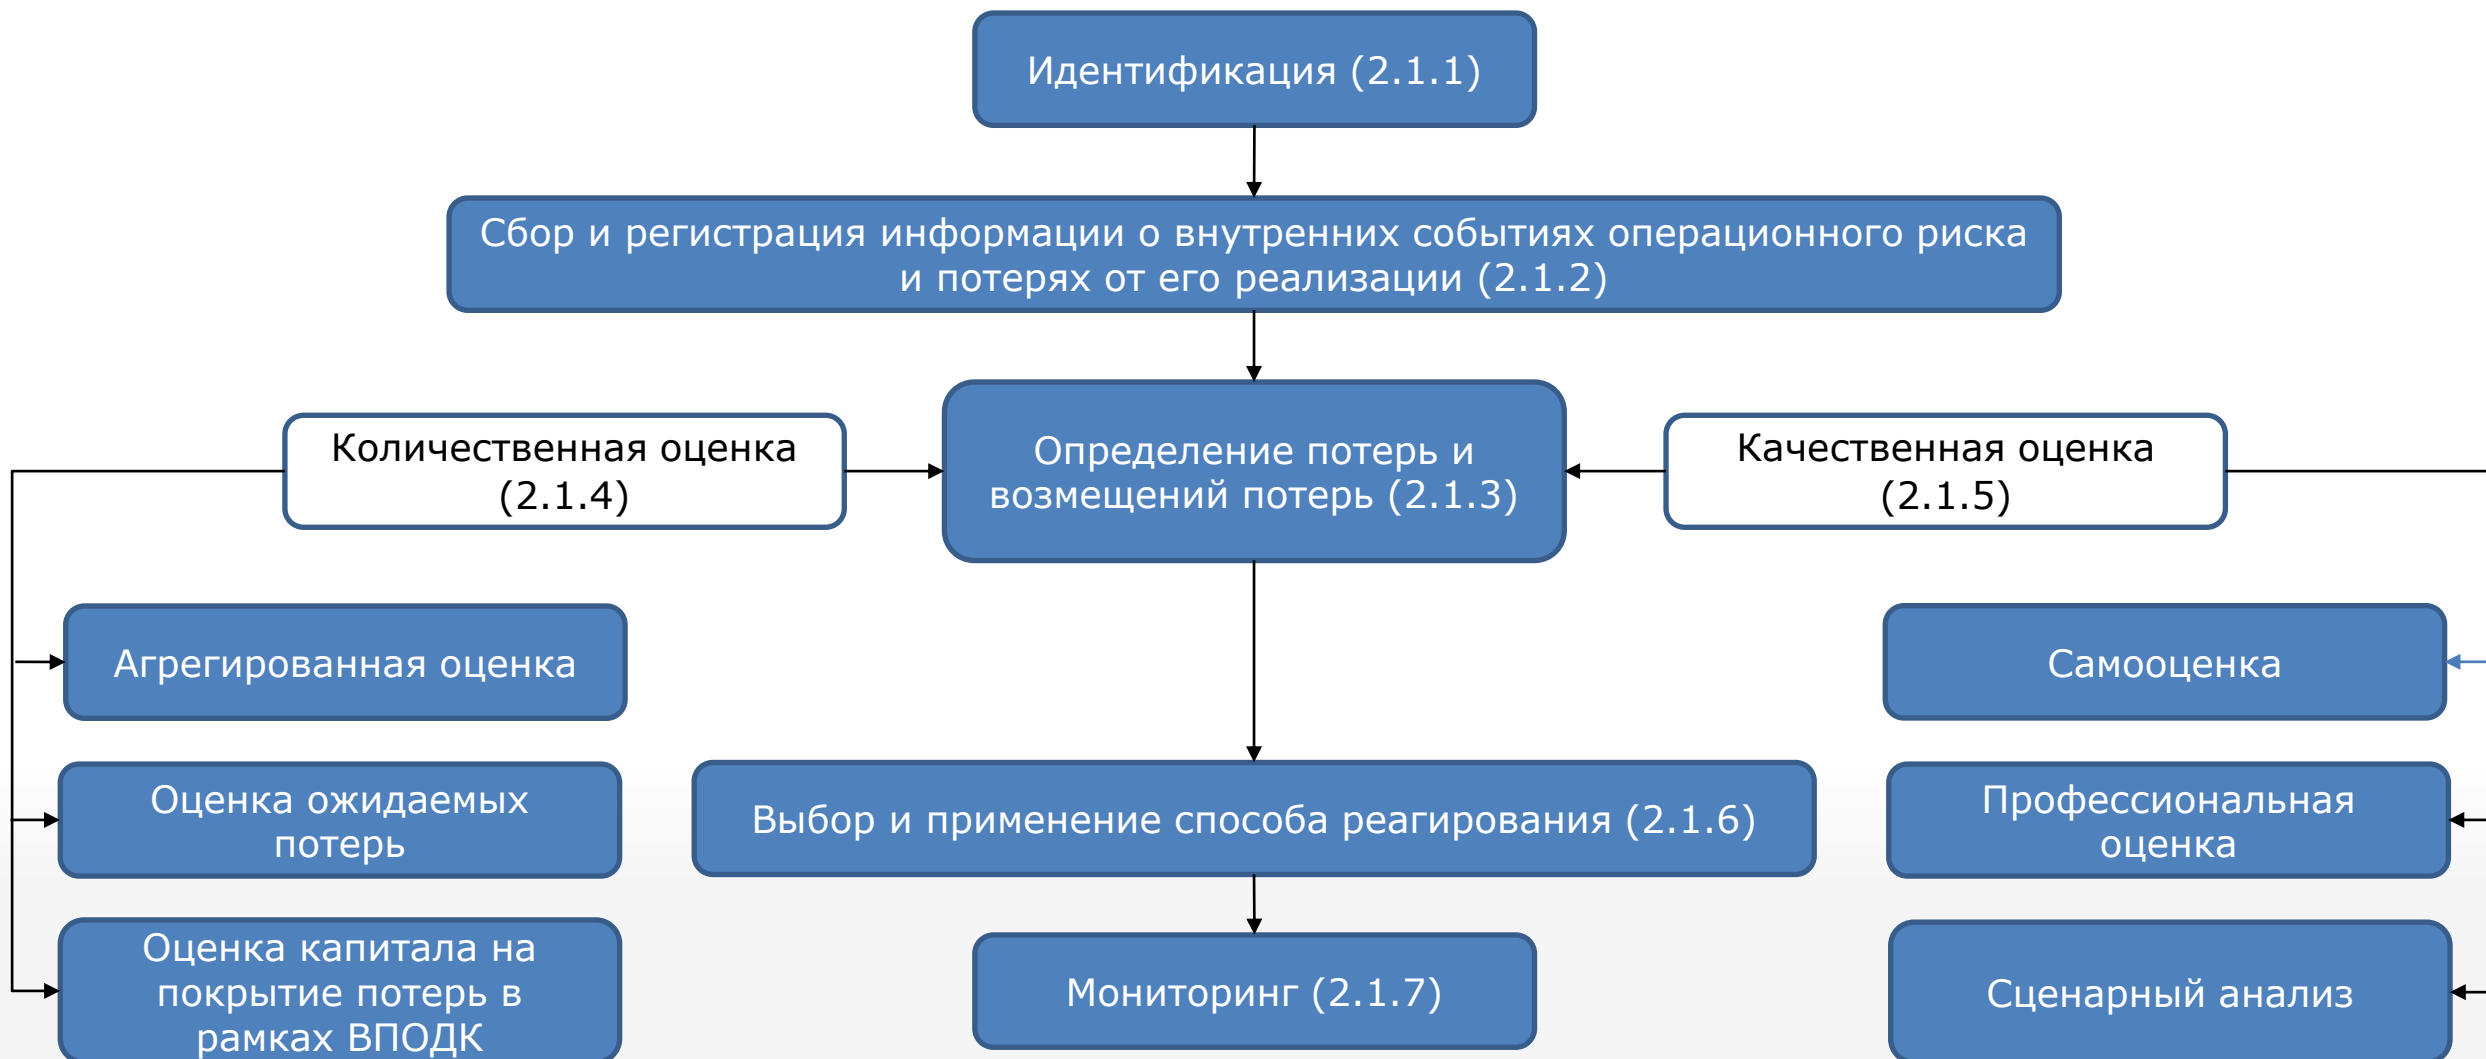 Идентификация (2.1.1)
Сбор и регистрация информации о внутренних событиях операционного риска
и потерях от его реализации (2.1.2)
Количественная оценка
(2.1.4)
Определение потерь и
возмещений потерь (2.1.3)
Качественная оценка
(2.1.5)
Агрегированная оценка
Самооценка
Оценка ожидаемых
потерь
Выбор и применение способа реагирования (2.1.6)
Профессиональная
оценка
Оценка капитала на
покрытие потерь в
рамках ВПОДК
Мониторинг (2.1.7)
Сценарный анализ